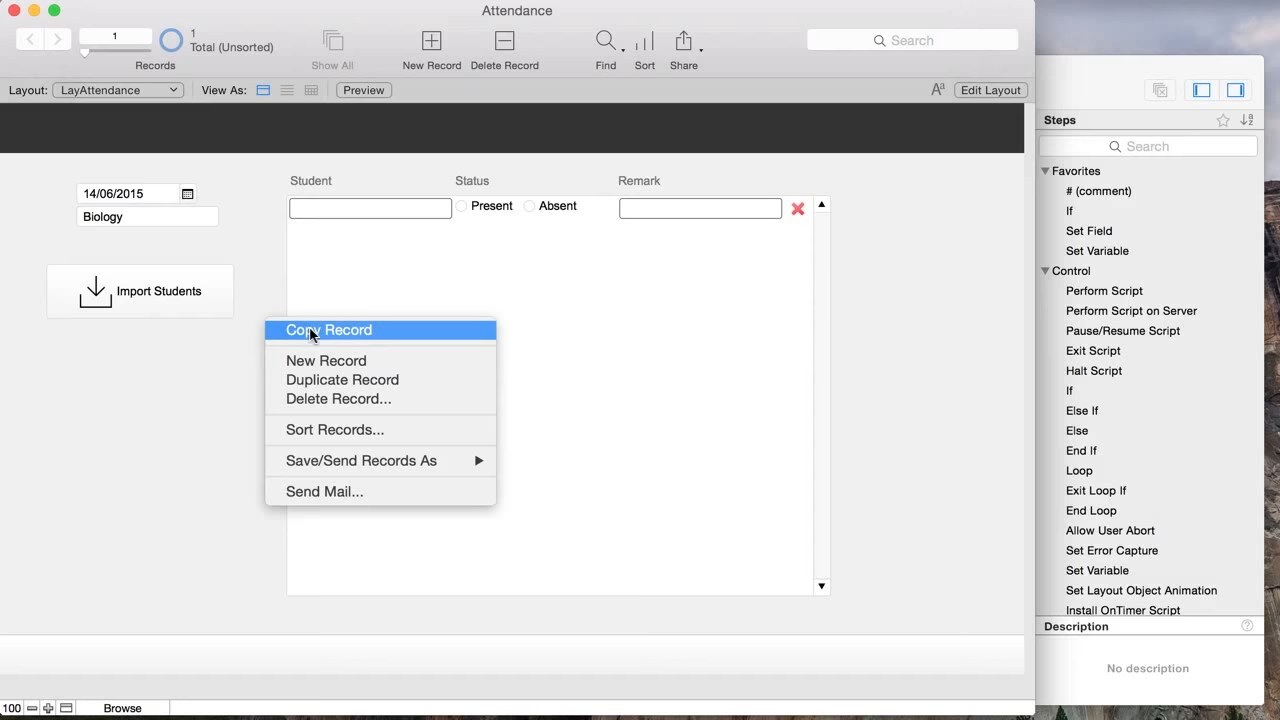 Attendance
1
1
Total (Unsorted)
Records
Show All
New Record
Delete Record
Find
Sort
Share
Search
Layout:
LayAttendance
View As:
Preview
Aa
Edit Layout
Student
Status
Remark
14/06/2015
Present
Absent
Biology
Import Students
Copy Record
New Record
Duplicate Record
Delete Record...
Sort Records...
Save/Send Records As
Send Mail...
100
Browse
Steps
Search
Favorites
# (comment)
If
Set Field
Set Variable
Control
Perform Script
Perform Script on Server
Pause/Resume Script
Exit Script
Halt Script
If
Else If
Else
End If
Loop
Exit Loop If
End Loop
Allow User Abort
Set Error Capture
Set Variable
Set Layout Object Animation
Install OnTimer Script
Description
No description